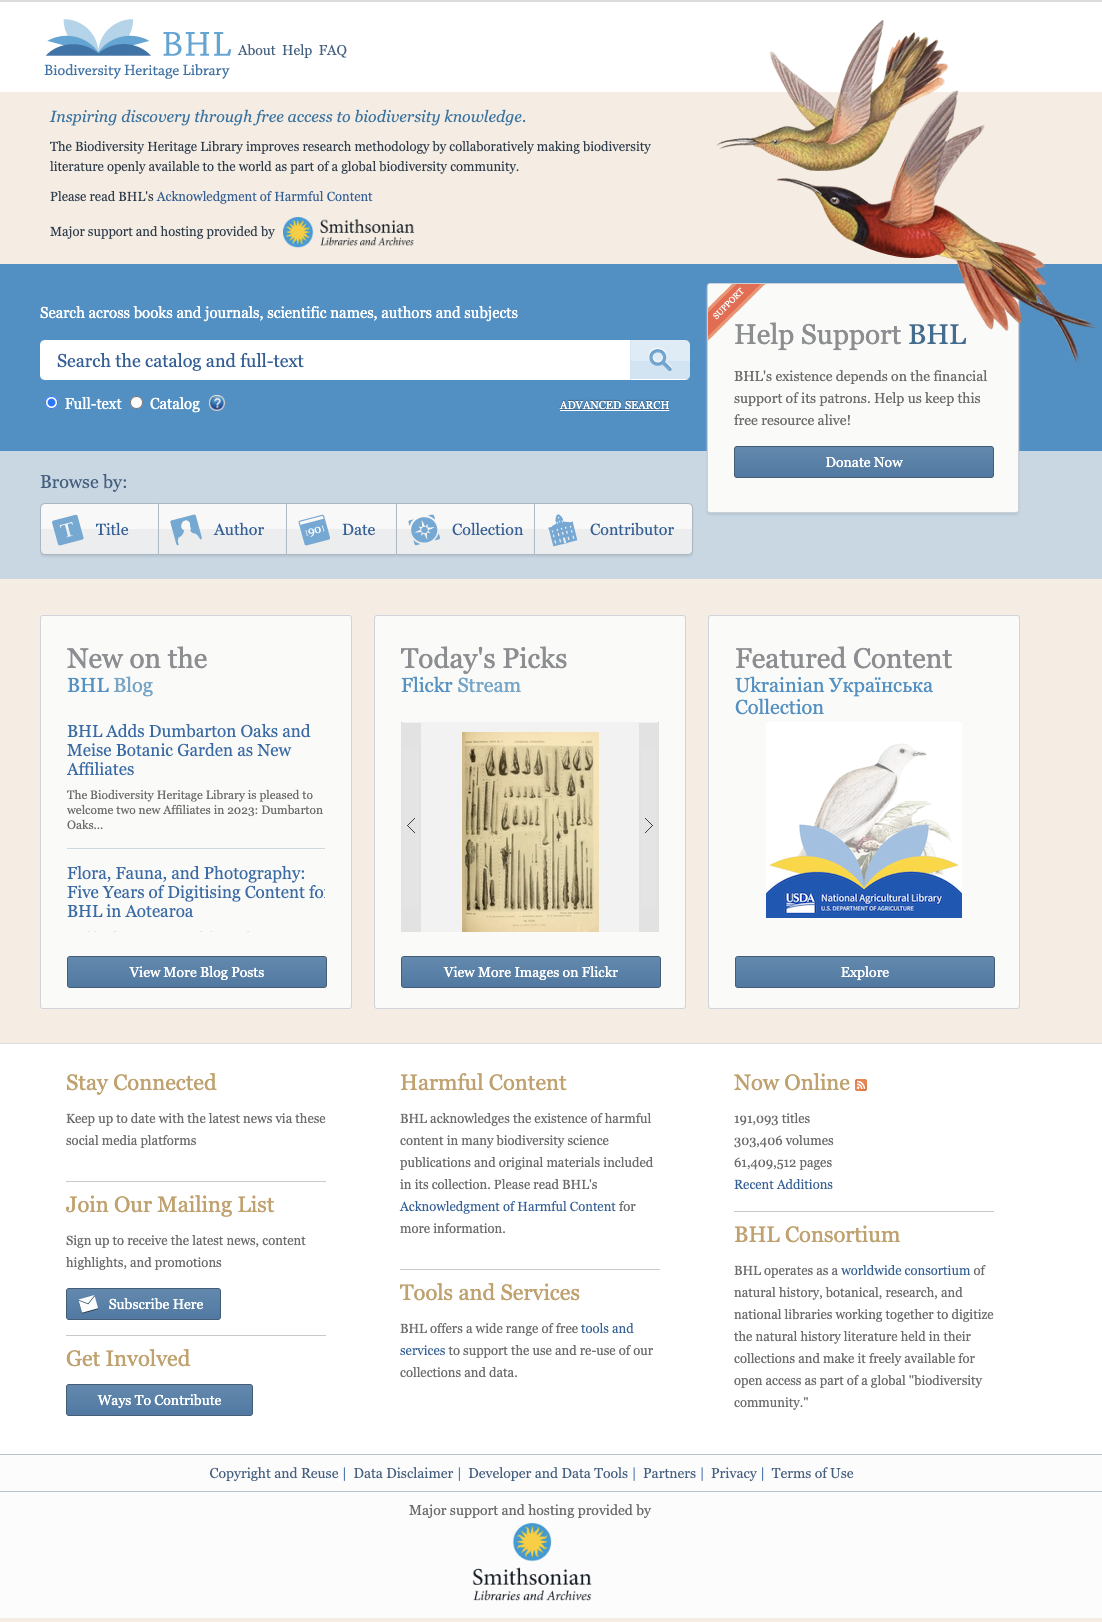 BHL
Biodiversity Heritage Library
About Help FAQ
Inspiring discovery through free access to biodiversity knowledge.
The Biodiversity Heritage Library improves research methodology by collaboratively making biodiversity
literature openly available to the world as part of a global biodiversity community.
Please read BHL's Acknowledgment of Harmful Content
Major support and hosting provided by
Smithsonian
Libraries and Archives
Search across books and journals, scientific names, authors and subjects
Search the catalog and full-text
Full-text Catalog ?
ADVANCED SEARCH
SUPPORT
Help Support BHL
BHL's existence depends on the financial
support of its patrons. Help us keep this
free resource alive!
Donate Now
Browse by:
T Title
Author
1901 Date
Collection
Contributor
New on the
BHL Blog
BHL Adds Dumbarton Oaks and
Meise Botanic Garden as New
Affiliates
The Biodiversity Heritage Library is pleased to
welcome two new Affiliates in 2023: Dumbarton
Oaks...
Flora, Fauna, and Photography:
Five Years of Digitising Content fo
BHL in Aotearoa
View More Blog Posts
Today's Picks
Flickr Stream
View More Images on Flickr
Featured Content
Ukrainian Українська
Collection
USDA National Agricultural Library
U.S. DEPARTMENT OF AGRICULTURE
Explore
Stay Connected
Keep up to date with the latest news via these
social media platforms
Join Our Mailing List
Sign up to receive the latest news, content
highlights, and promotions
Subscribe Here
Get Involved
Ways To Contribute
Harmful Content
BHL acknowledges the existence of harmful
content in many biodiversity science
publications and original materials included
in its collection. Please read BHL's
Acknowledgment of Harmful Content for
more information.
Tools and Services
BHL offers a wide range of free tools and
services to support the use and re-use of our
collections and data.
Now Online
191,093 titles
303,406 volumes
61,409,512 pages
Recent Additions
BHL Consortium
BHL operates as a worldwide consortium of
natural history, botanical, research, and
national libraries working together to digitize
the natural history literature held in their
collections and make it freely available for
open access as part of a global "biodiversity
community."
Copyright and Reuse | Data Disclaimer | Developer and Data Tools | Partners | Privacy | Terms of Use
Major support and hosting provided by
Smithsonian
Libraries and Archives